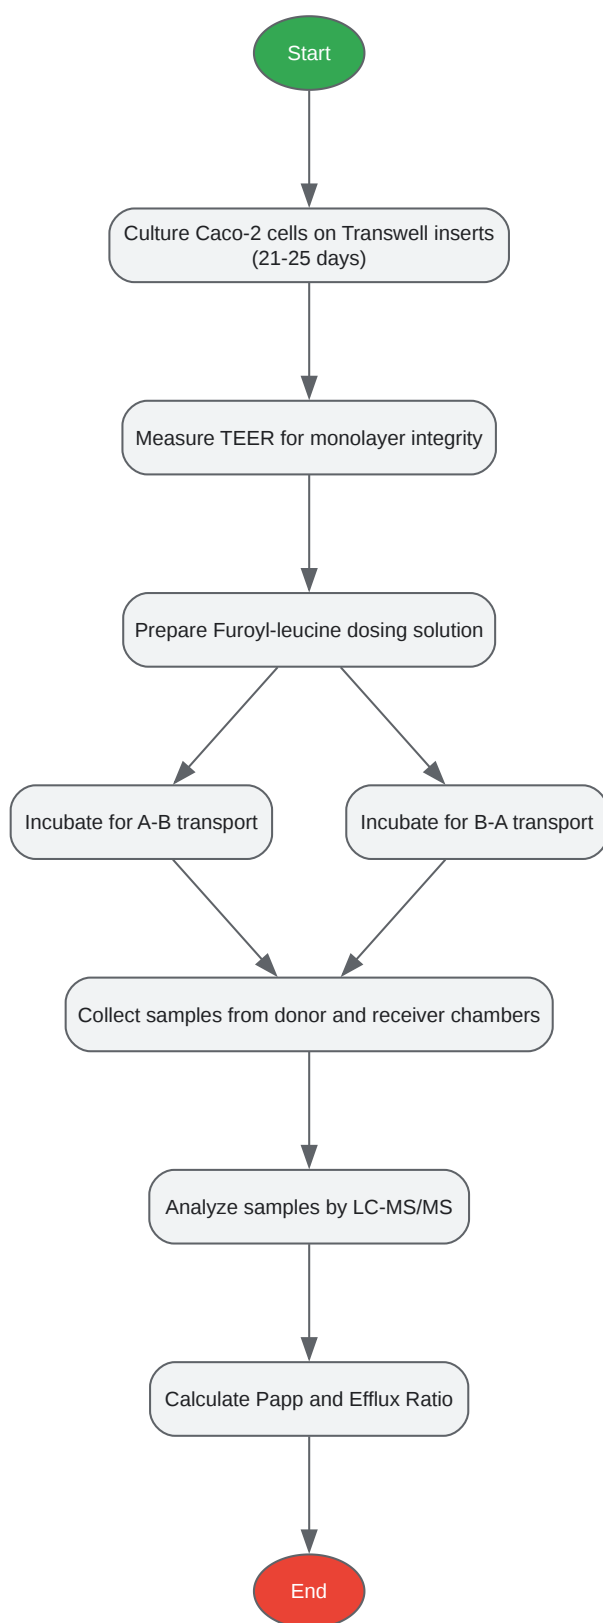 Start
Culture Caco-2 cells on Transwell inserts
(21-25 days)
Measure TEER for monolayer integrity
Prepare Furoyl-leucine dosing solution
Incubate for A-B transport
Incubate for B-A transport
Collect samples from donor and receiver chambers
Analyze samples by LC-MS/MS
Calculate Papp and Efflux Ratio
End